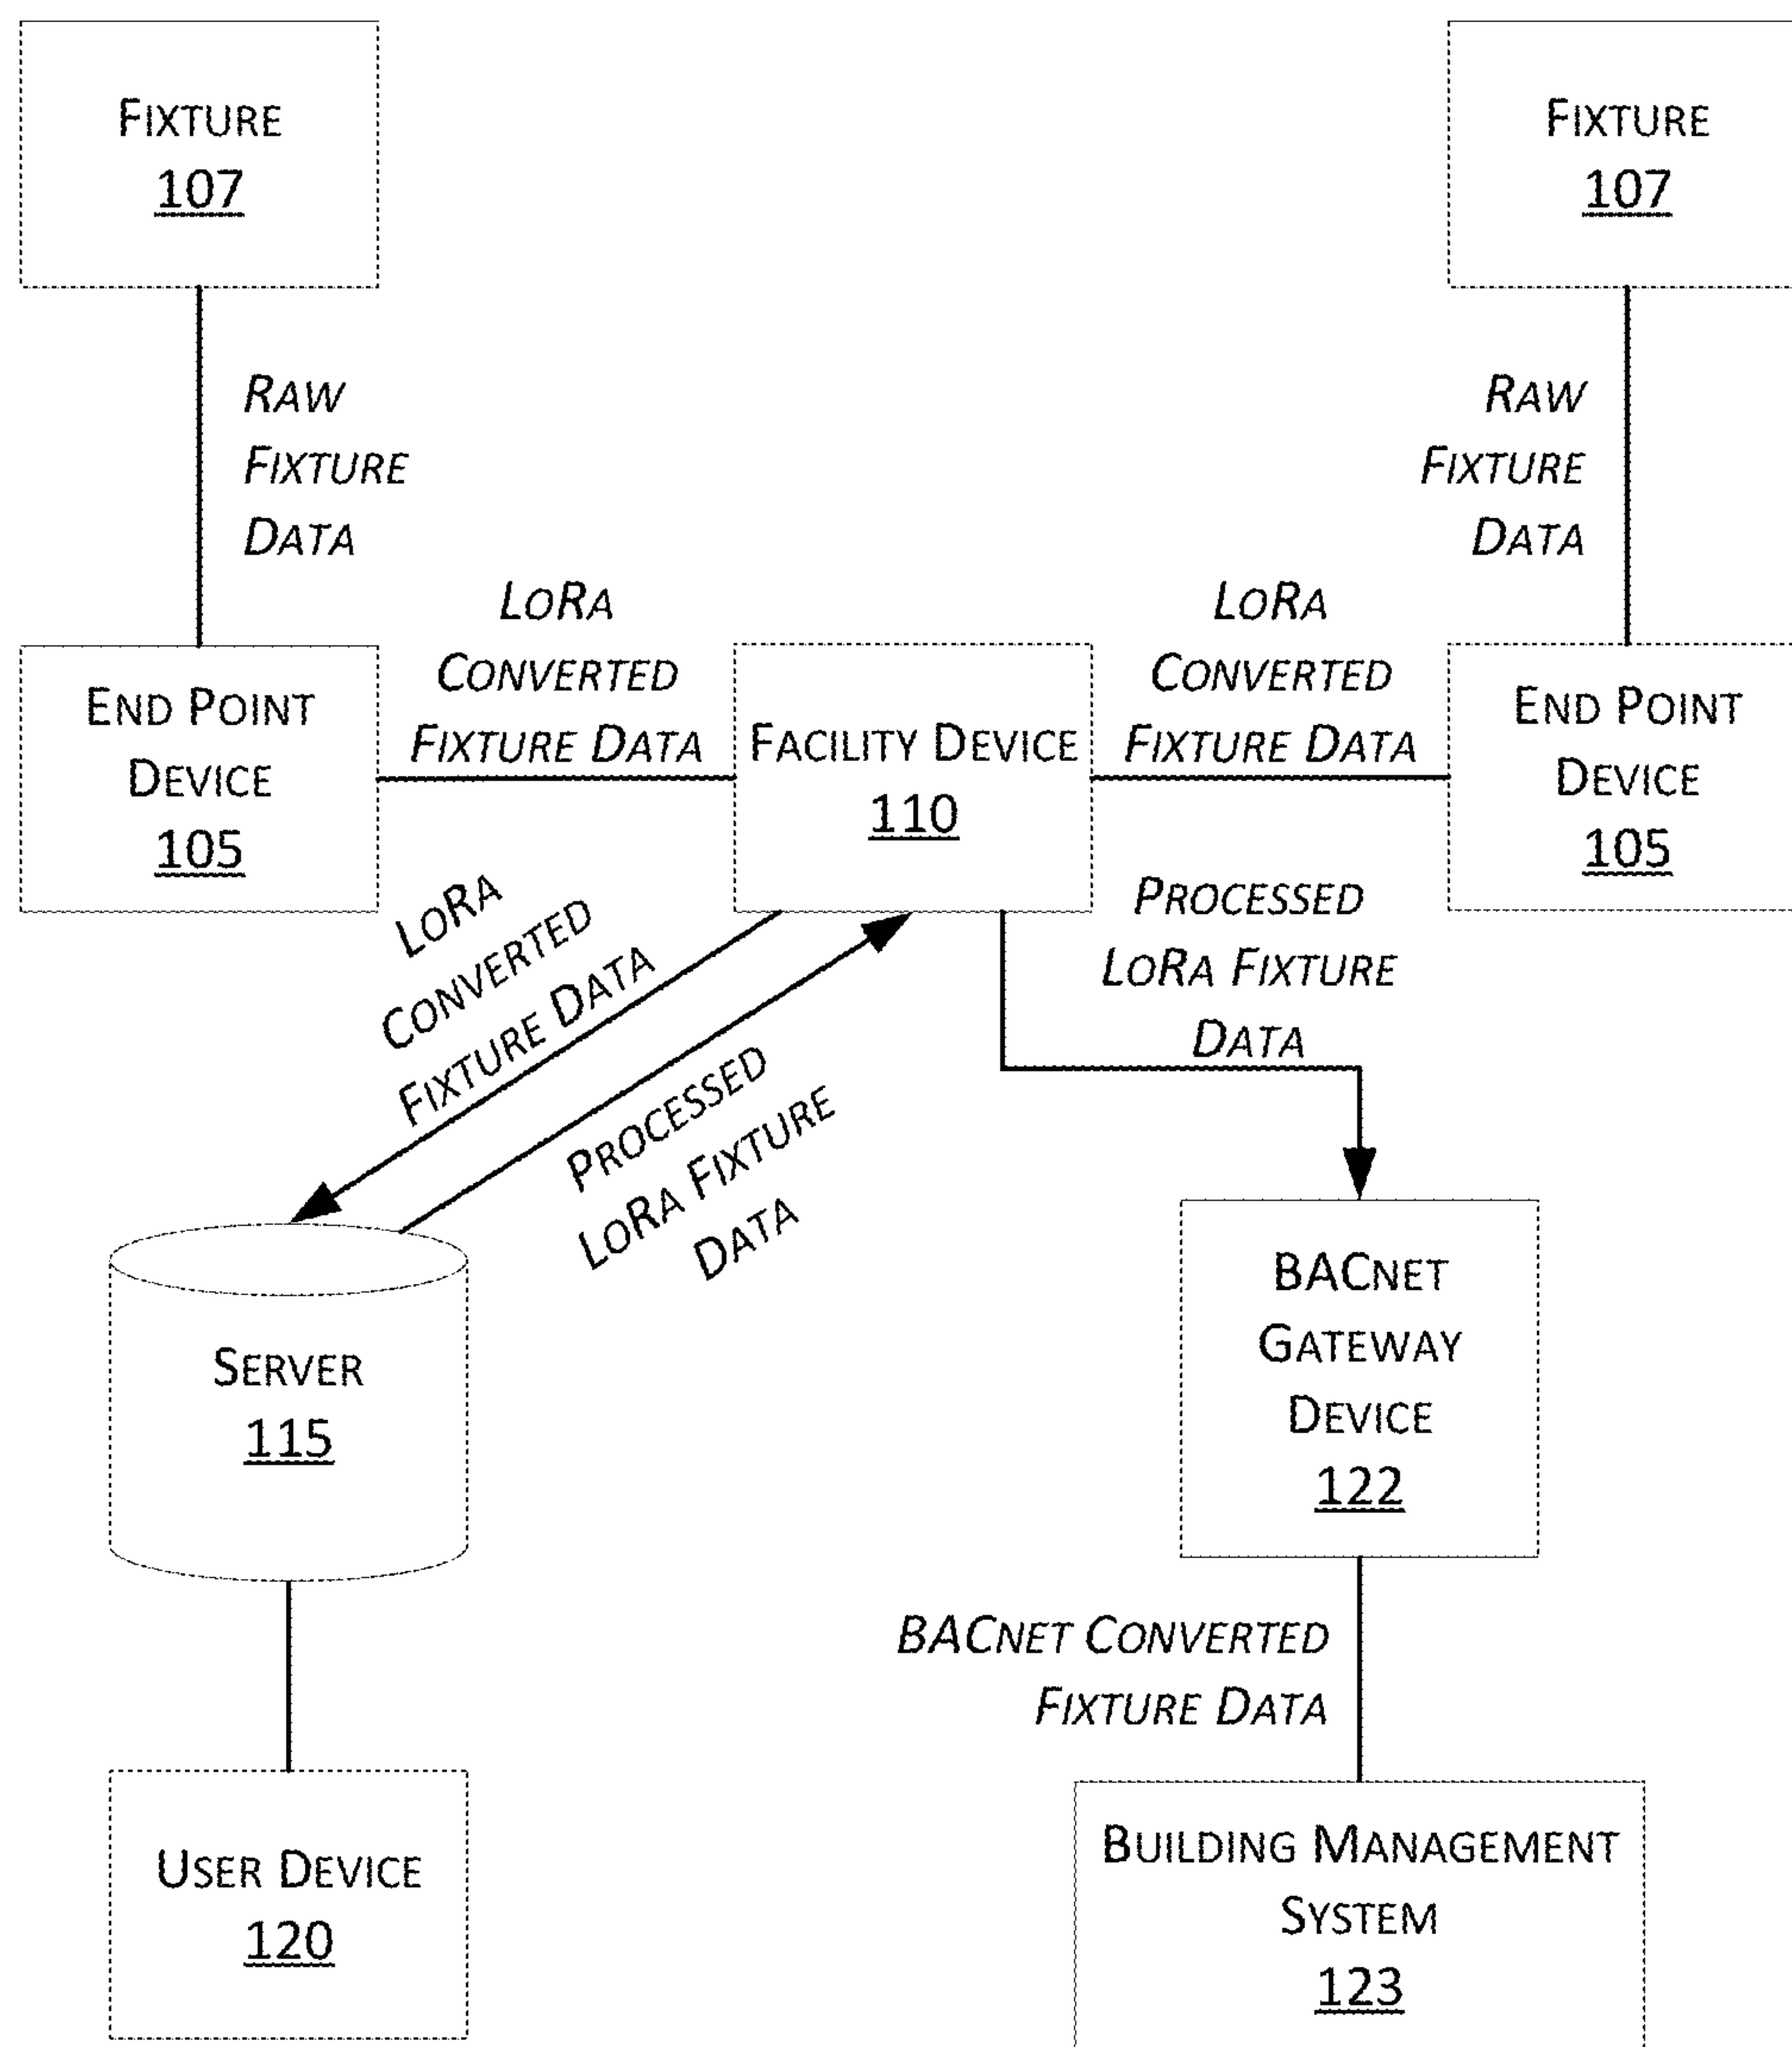 FIXTURE
107
FIXTURE
107
RAW
FIXTURE
DATA
RAW
FIXTURE
DATA
END POINT
DEVICE
105
LORA
CONVERTED
FIXTURE DATA
FACILITY DEVICE
110
LORA
CONVERTED
FIXTURE DATA
END POINT
DEVICE
105
LORA
CONVERTED
FIXTURE DATA
PROCESSED
LORA FIXTURE
DATA
PROCESSED
LORA FIXTURE
DATA
SERVER
115
BACNET
GATEWAY
DEVICE
122
BACNET CONVERTED
FIXTURE DATA
USER DEVICE
120
BUILDING MANAGEMENT
SYSTEM
123